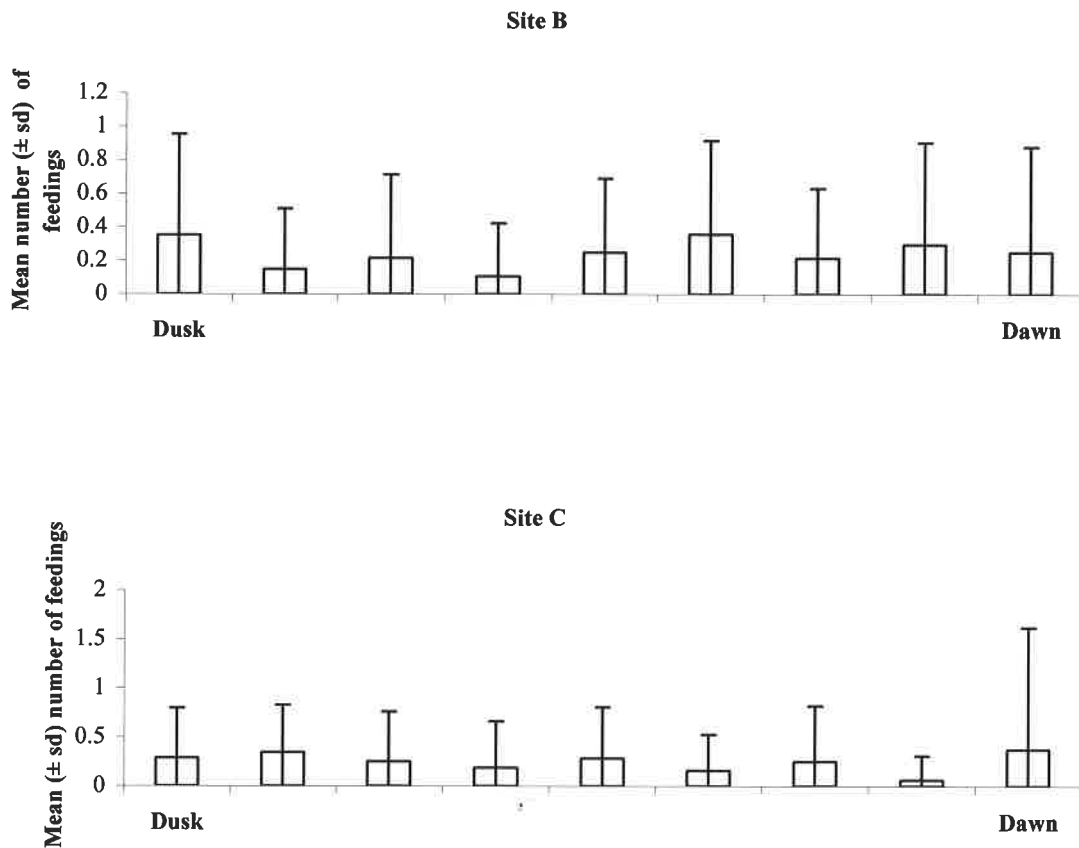 Site B
Mean number (± sd) of
feedings
1.2
1
0.8
0.6
0.4
0.2
0
Dusk
Dawn
Site C
Mean (± sd) number of feedings
2
1.5
1
0.5
0
Dusk
Dawn